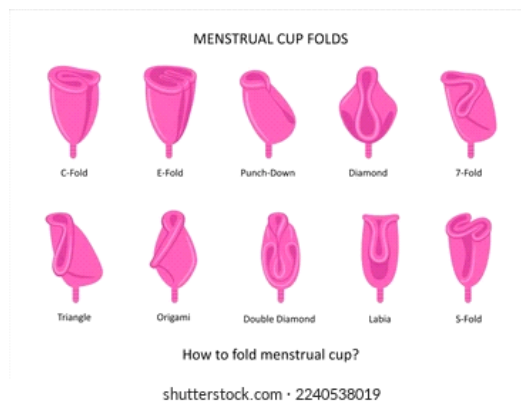 MENSTRUAL CUP FOLDS
C-Fold
E-Fold
Punch-Down
Diamond
7-Fold
Triangle
Origami
Double Diamond
Labia
S-Fold
How to fold menstrual cup?
shutterstock.com · 2240538019